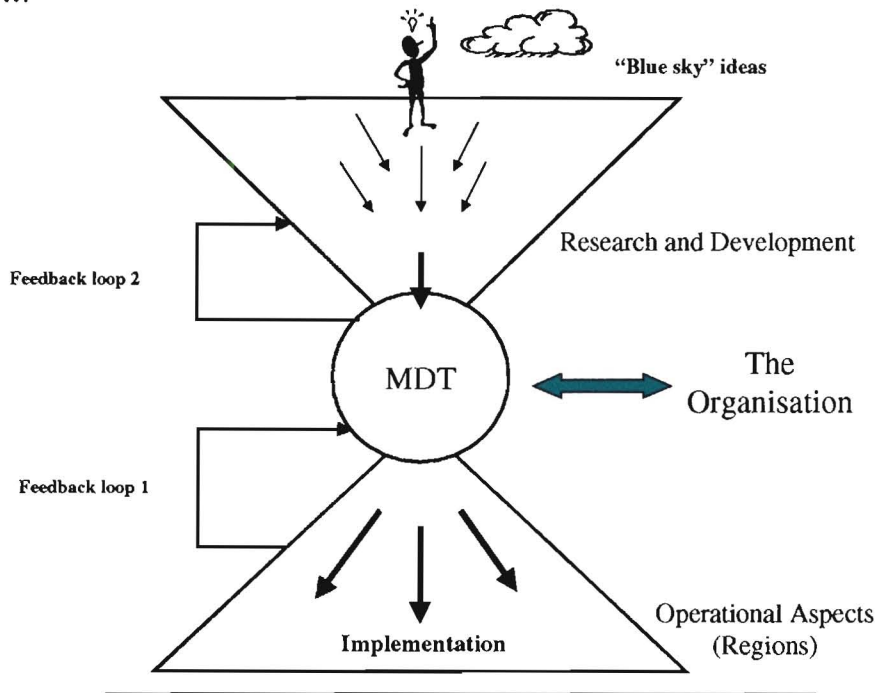 "Blue sky" ideas
Research and Development
Feedback loop 2
MDT
The
Organisation
Feedback loop 1
Operational Aspects
(Regions)
Implementation